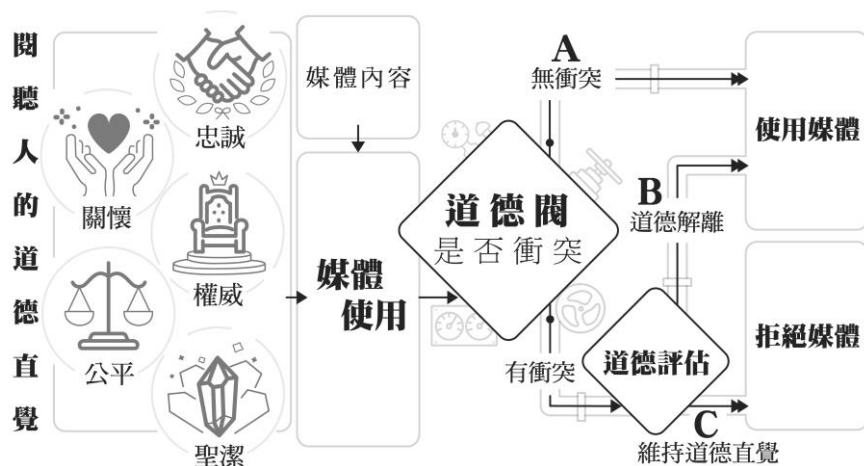 閱聽人的道德直覺
忠誠
關懷
權威
公平
聖潔
媒體內容
媒體
使用
道德閥
是否衝突
A
無衝突
有衝突
道德評估
B
道德解離
C
維持道德直覺
使用媒體
拒絕媒體